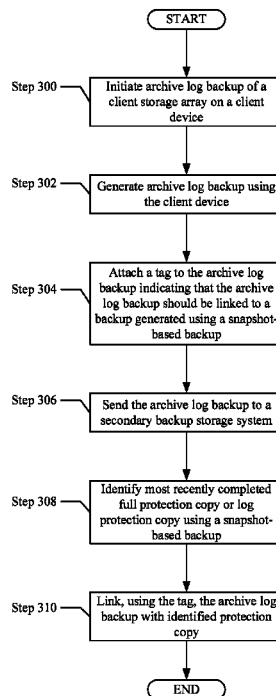 START
Step 300
Initiate archive log backup of a
client storage array on a client
device
Step 302
Generate archive log backup using
the client device
Step 304
Attach a tag to the archive log
backup indicating that the archive
log backup should be linked to a
backup generated using a snapshot-
based backup
Step 306
Send the archive log backup to a
secondary backup storage system
Step 308
Identify most recently completed
full protection copy or log
protection copy using a snapshot-
based backup
Step 310
Link, using the tag, the archive log
backup with identified protection
copy
END